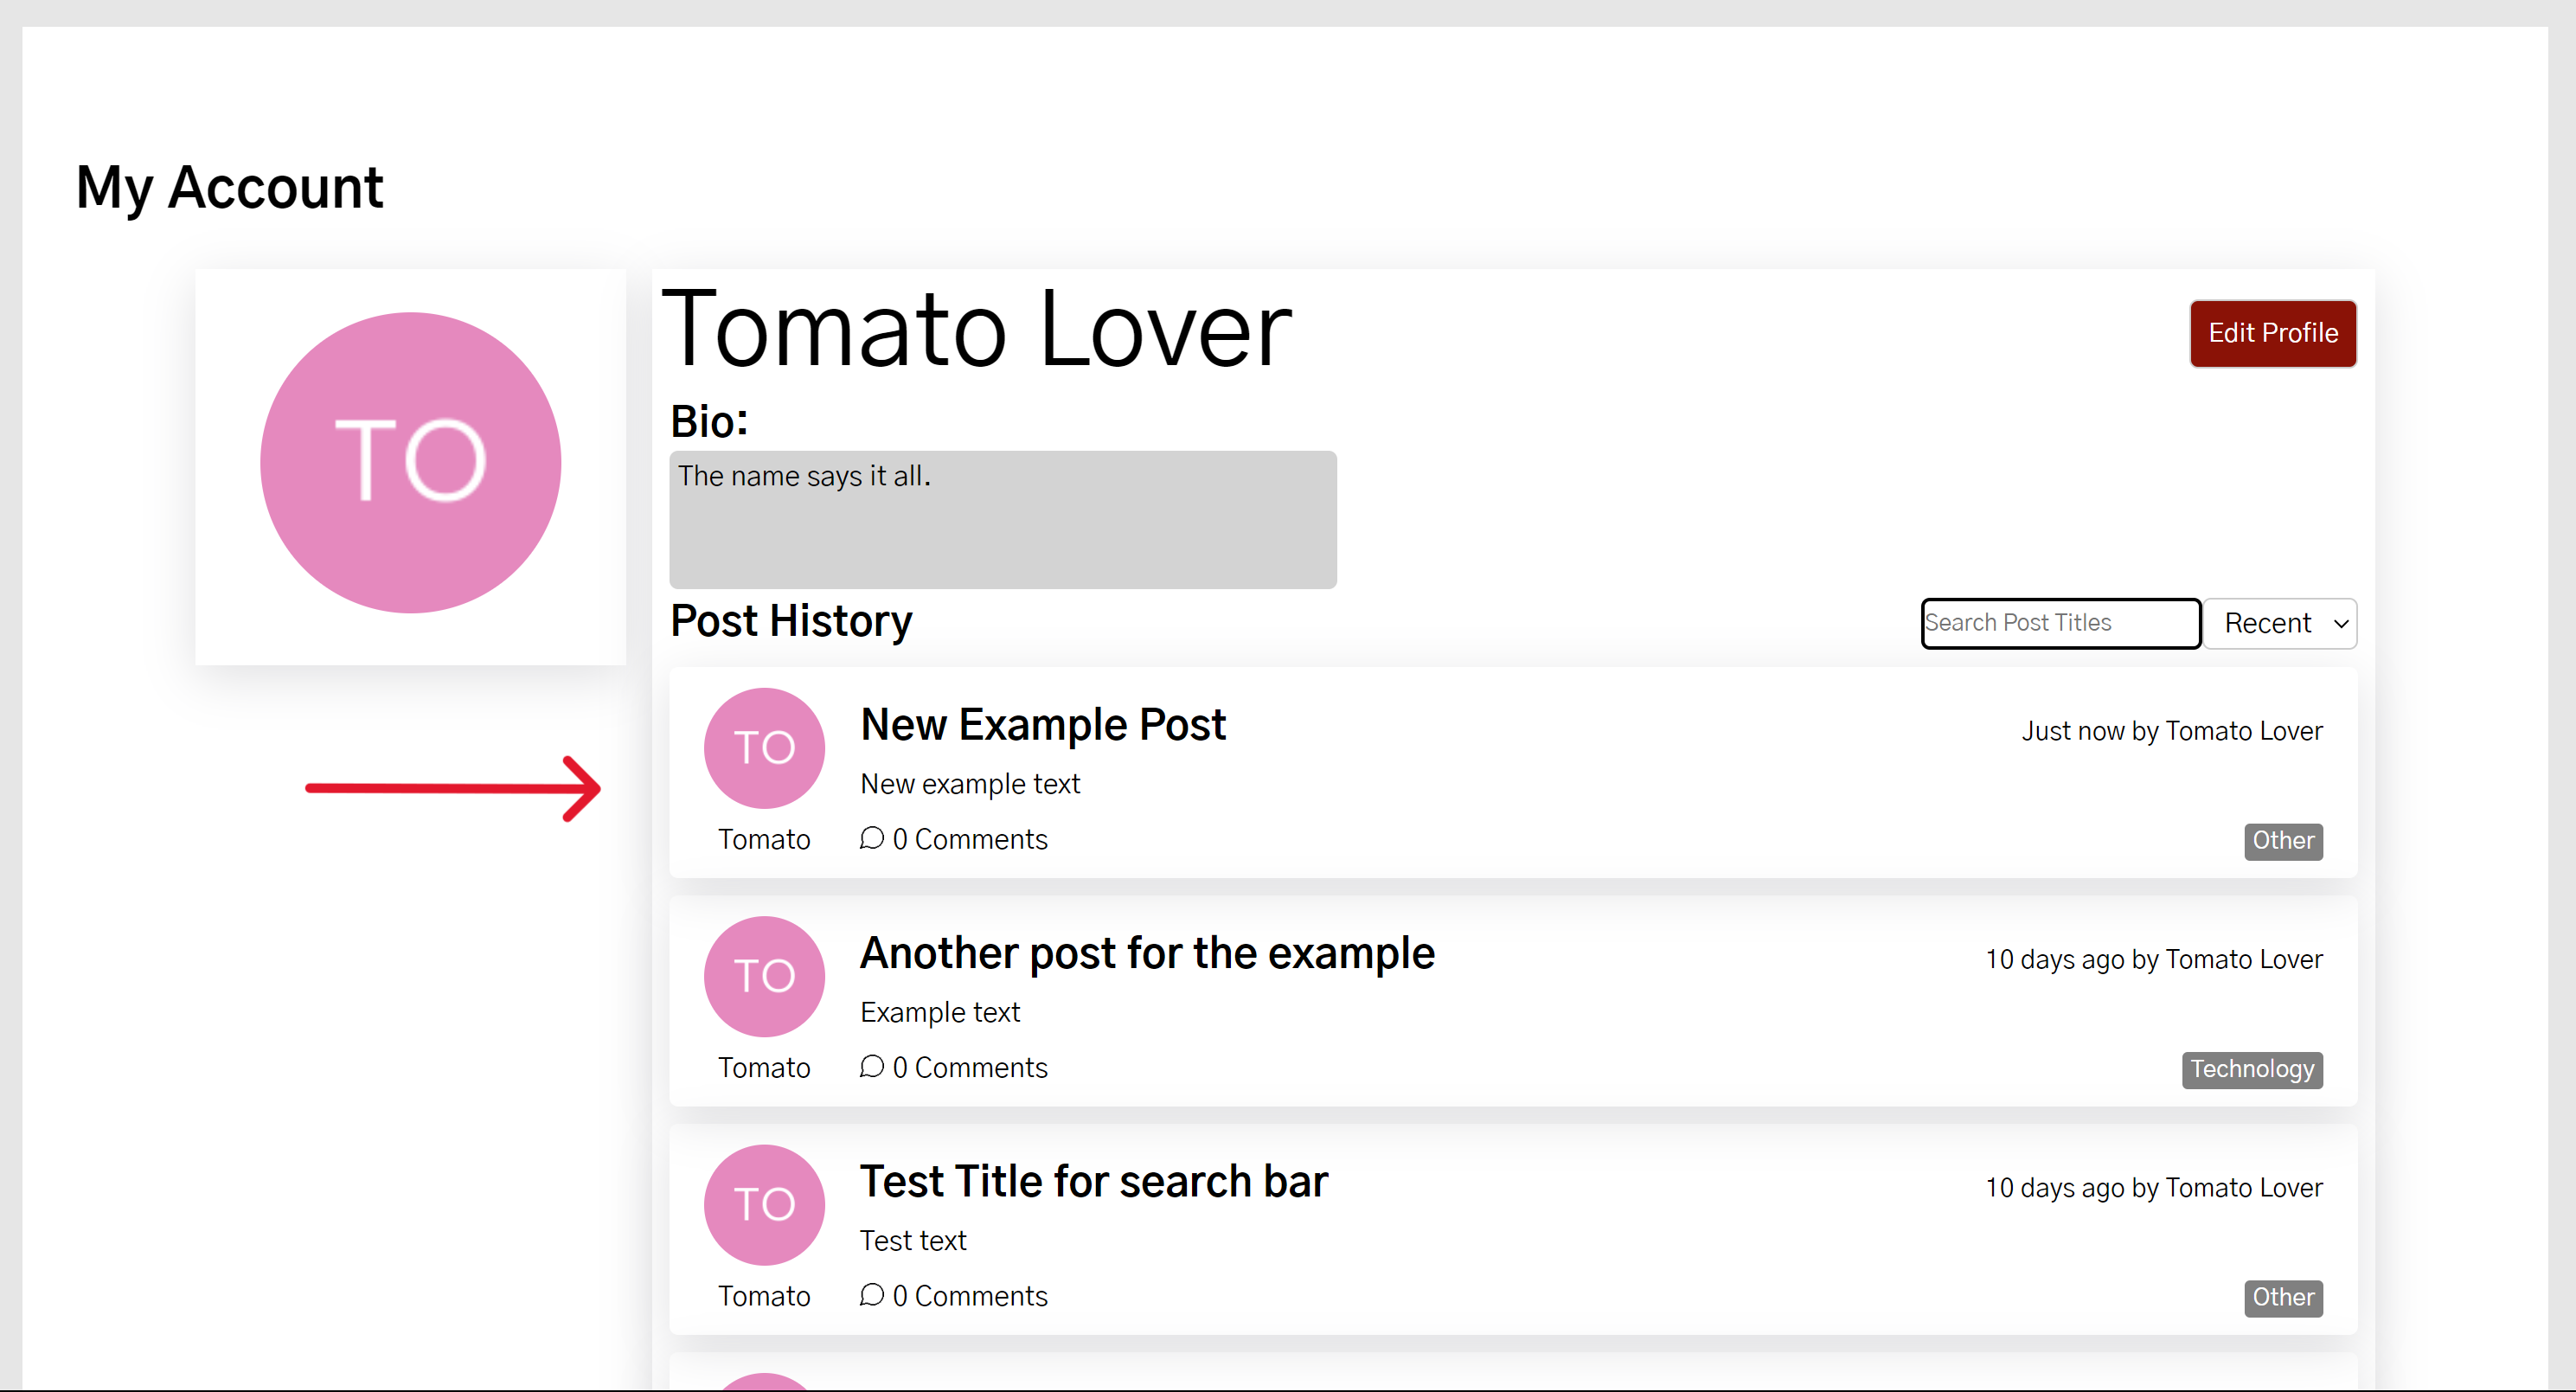 My Account
TO
Tomato Lover
Edit Profile
Bio:
The name says it all.
Post History
Search Post Titles
Recent
TO
New Example Post
Just now by Tomato Lover
New example text
Tomato
0 Comments
Other
TO
Another post for the example
10 days ago by Tomato Lover
Example text
Tomato
0 Comments
Technology
TO
Test Title for search bar
10 days ago by Tomato Lover
Test text
Tomato
0 Comments
Other